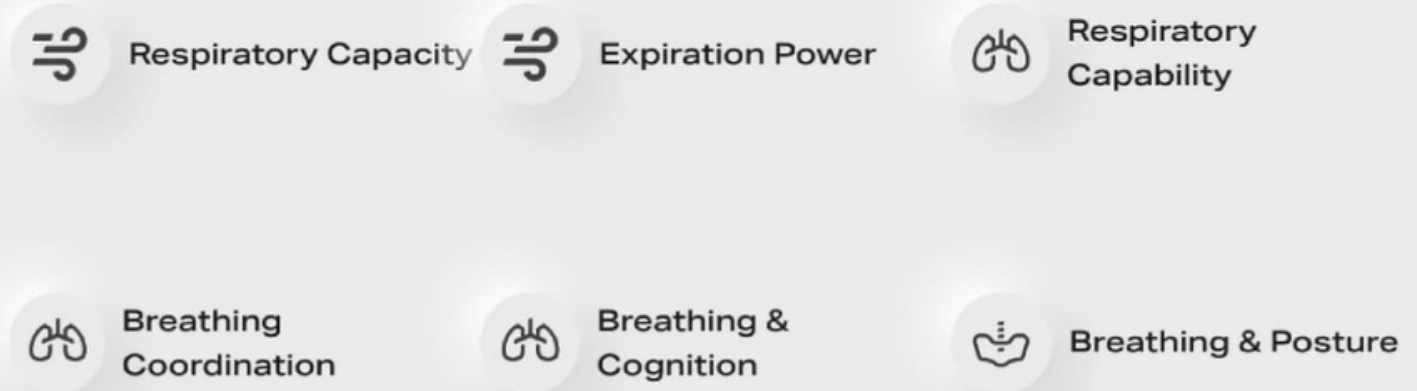 Respiratory Capacity
Expiration Power
Respiratory
Capability
Breathing
Coordination
Breathing &
Cognition
Breathing & Posture